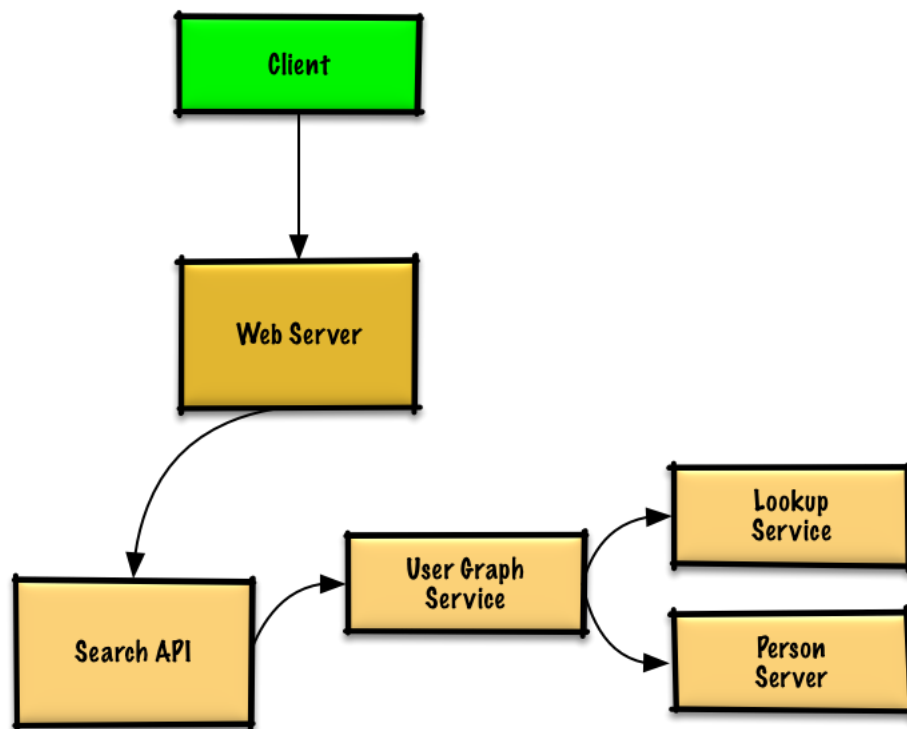 Client
Web Server
Lookup
Service
User Graph
Service
Search API
Person
Server